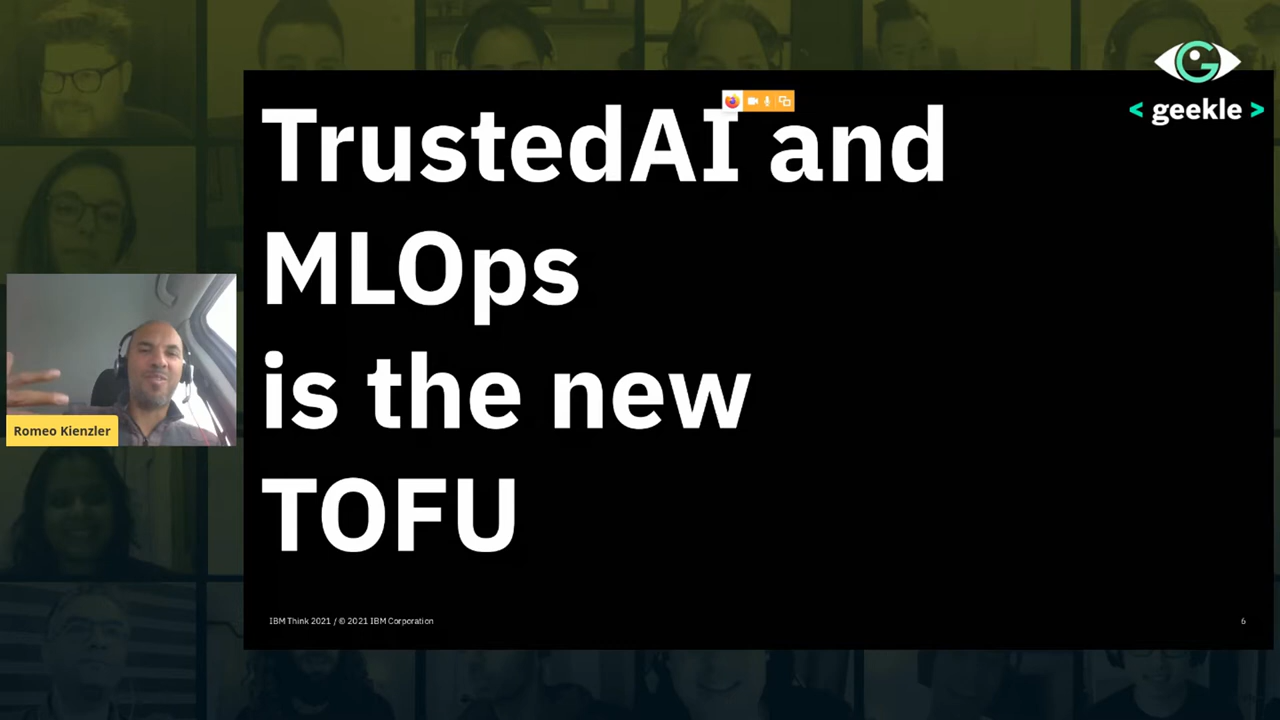 TrustedAI and
MLOps
is the new
TOFU
< geekle >
Romeo Kienzler
IBM Think 2021 / © 2021 IBM Corporation
6